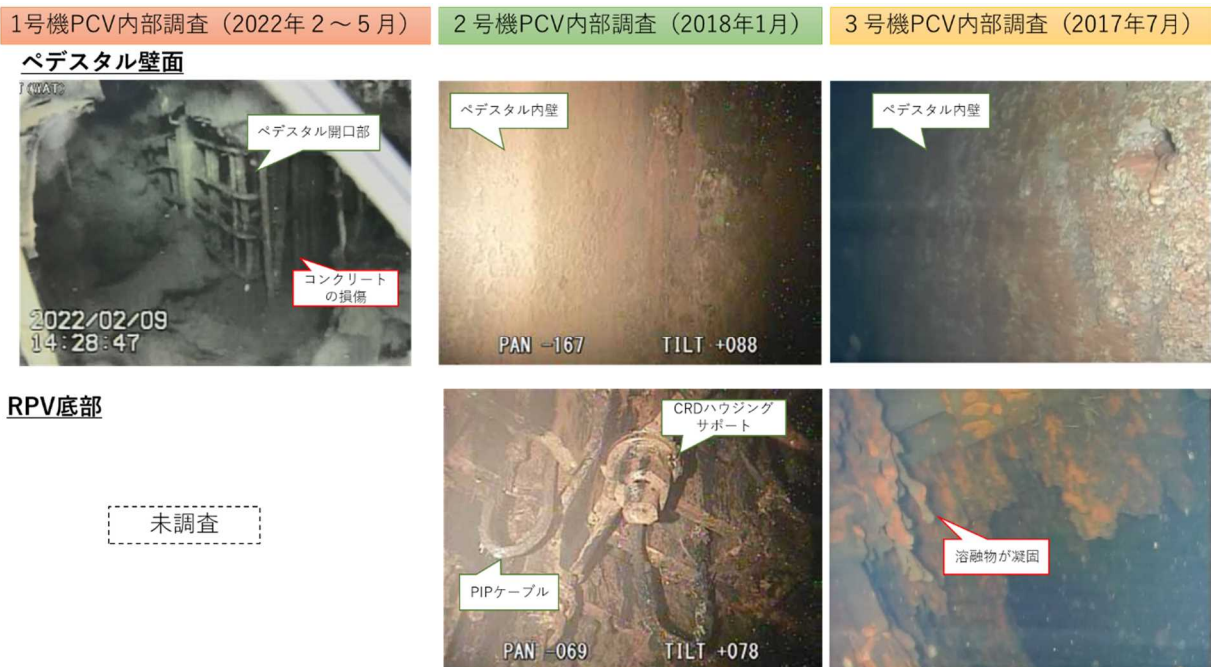 1号機PCV内部調査（2022年２～５月）
２号機PCV内部調査（2018年1月）
３号機PCV内部調査（2017年7月）
ペデスタル壁面
ペデスタル開口部
コンクリート
の損傷
2022/02/09
14:28:47
ペデスタル内壁
PAN -167 TILT +088
ペデスタル内壁
RPV底部
未調査
CRDハウジング
サポート
PIPケーブル
PAN -069 TILT +078
溶融物が凝固